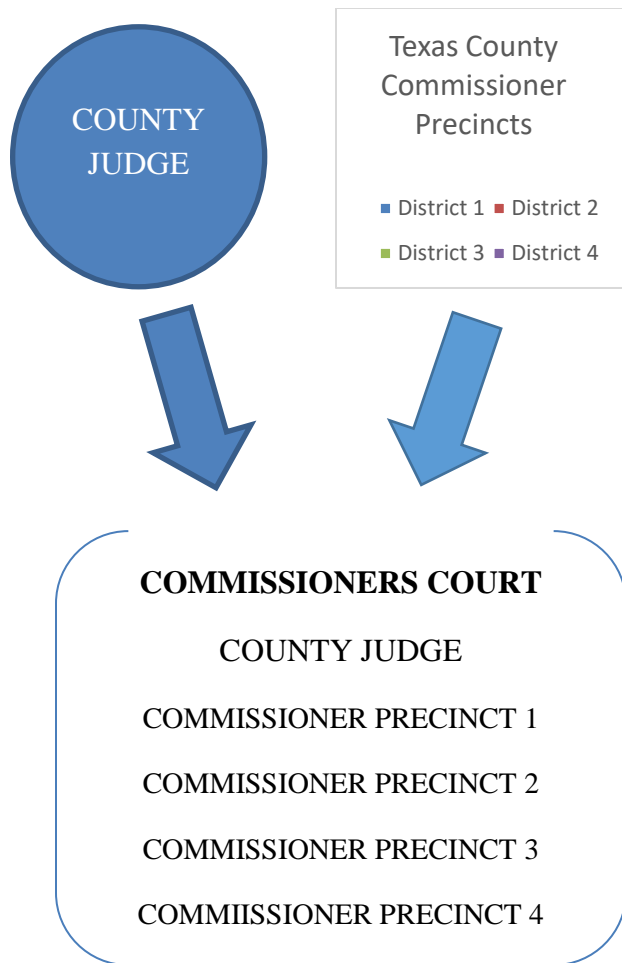 COUNTY
JUDGE
Texas County
Commissioner
Precincts
District 1 District 2
District 3 District 4
COMMISSIONERS COURT
COUNTY JUDGE
COMMISSIONER PRECINCT 1
COMMISSIONER PRECINCT 2
COMMISSIONER PRECINCT 3
COMMIISSIONER PRECINCT 4